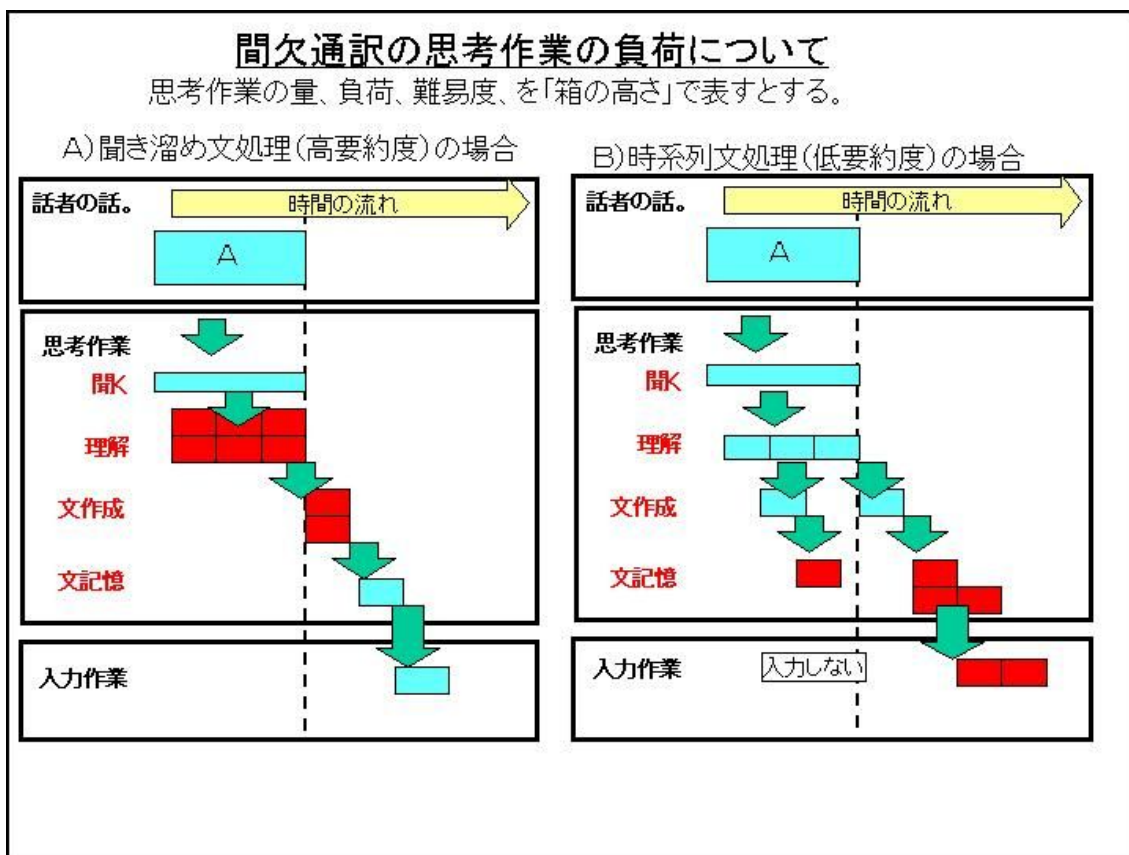 間欠通訳の思考作業の負荷について
思考作業の量、負荷、難易度、を「箱の高さ」で表すとする。
A)聞き溜め文処理(高要約度)の場合
話者の話。
時間の流れ
A
思考作業
聞く
理解
文作成
文記憶
入力作業
B)時系列文処理(低要約度)の場合
話者の話。
時間の流れ
A
思考作業
聞く
理解
文作成
文記憶
入力作業
入力しない